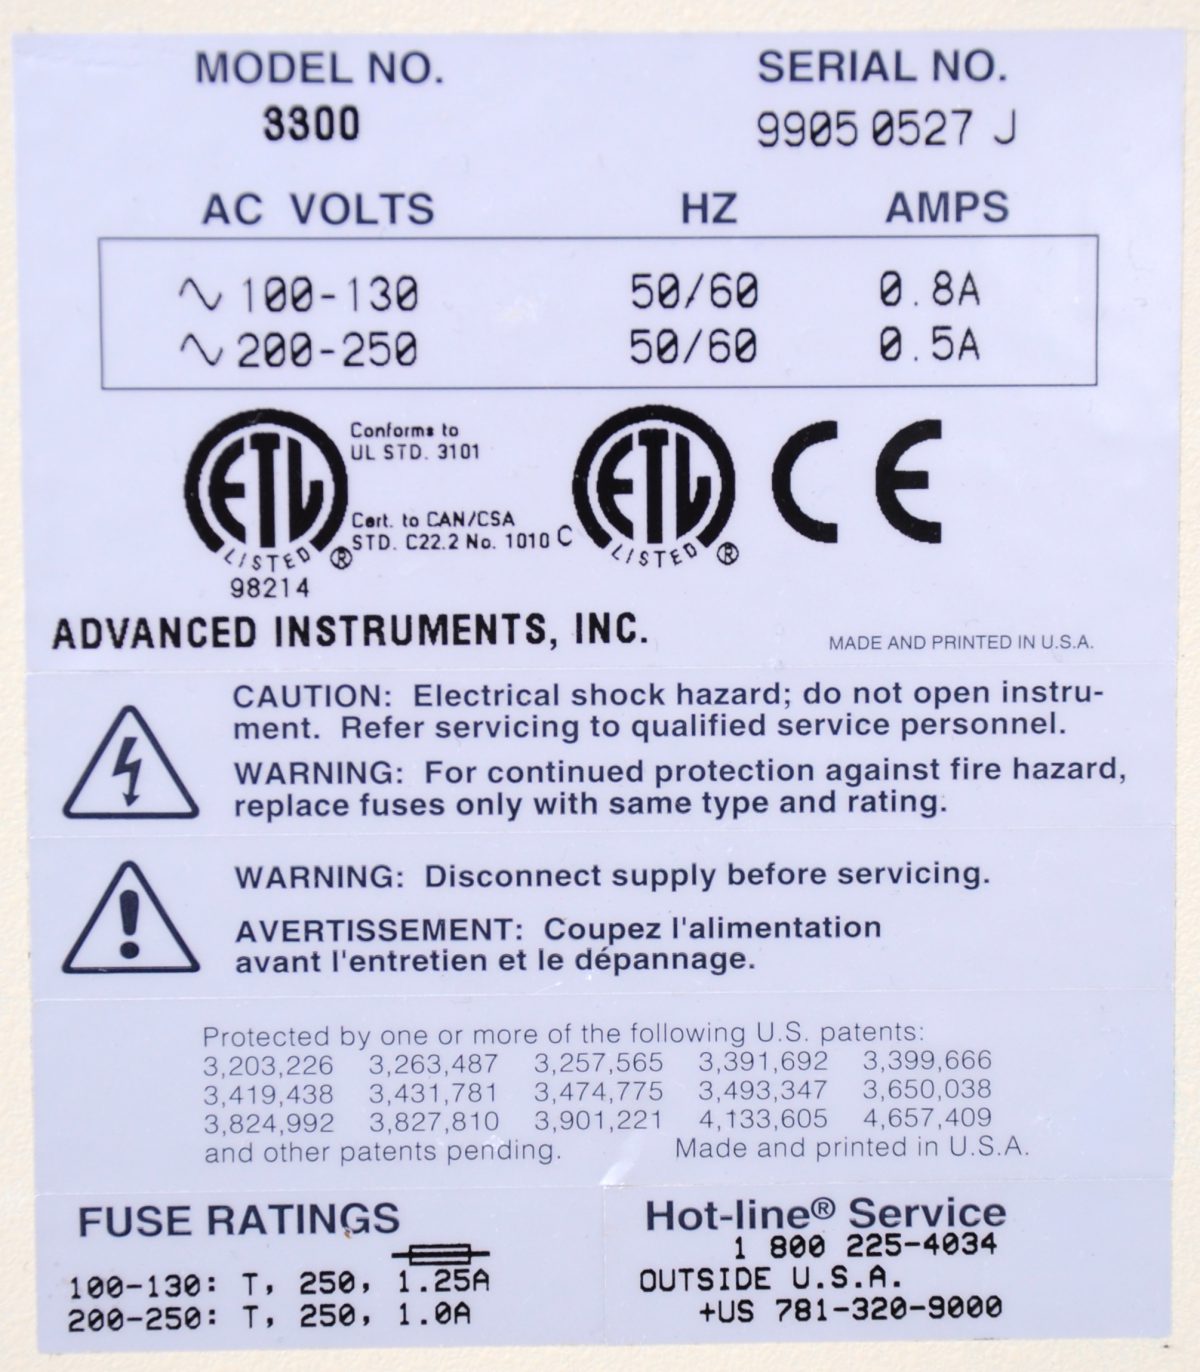 MODEL NO. SERIAL NO.
3300 9905 0527 J
AC VOLTS HZ AMPS
∿ 100-130 50/60 0.8A
∿ 200-250 50/60 0.5A
ETL LISTED ® 98214
Conforms to
UL STD. 3101
Cert. to CAN/CSA
STD. C22.2 No. 1010
C ETL LISTED ®
CE
ADVANCED INSTRUMENTS, INC. MADE AND PRINTED IN U.S.A.
CAUTION: Electrical shock hazard; do not open instru-
ment. Refer servicing to qualified service personnel.
WARNING: For continued protection against fire hazard,
replace fuses only with same type and rating.
WARNING: Disconnect supply before servicing.
AVERTISSEMENT: Coupez l'alimentation
avant l'entretien et le dépannage.
Protected by one or more of the following U.S. patents:
3,203,226 3,263,487 3,257,565 3,391,692 3,399,666
3,419,438 3,431,781 3,474,775 3,493,347 3,650,038
3,824,992 3,827,810 3,901,221 4,133,605 4,657,409
and other patents pending. Made and printed in U.S.A.
FUSE RATINGS
100-130: T, 250, 1.25A
200-250: T, 250, 1.0A
Hot-line® Service
1 800 225-4034
OUTSIDE U.S.A.
+US 781-320-9000